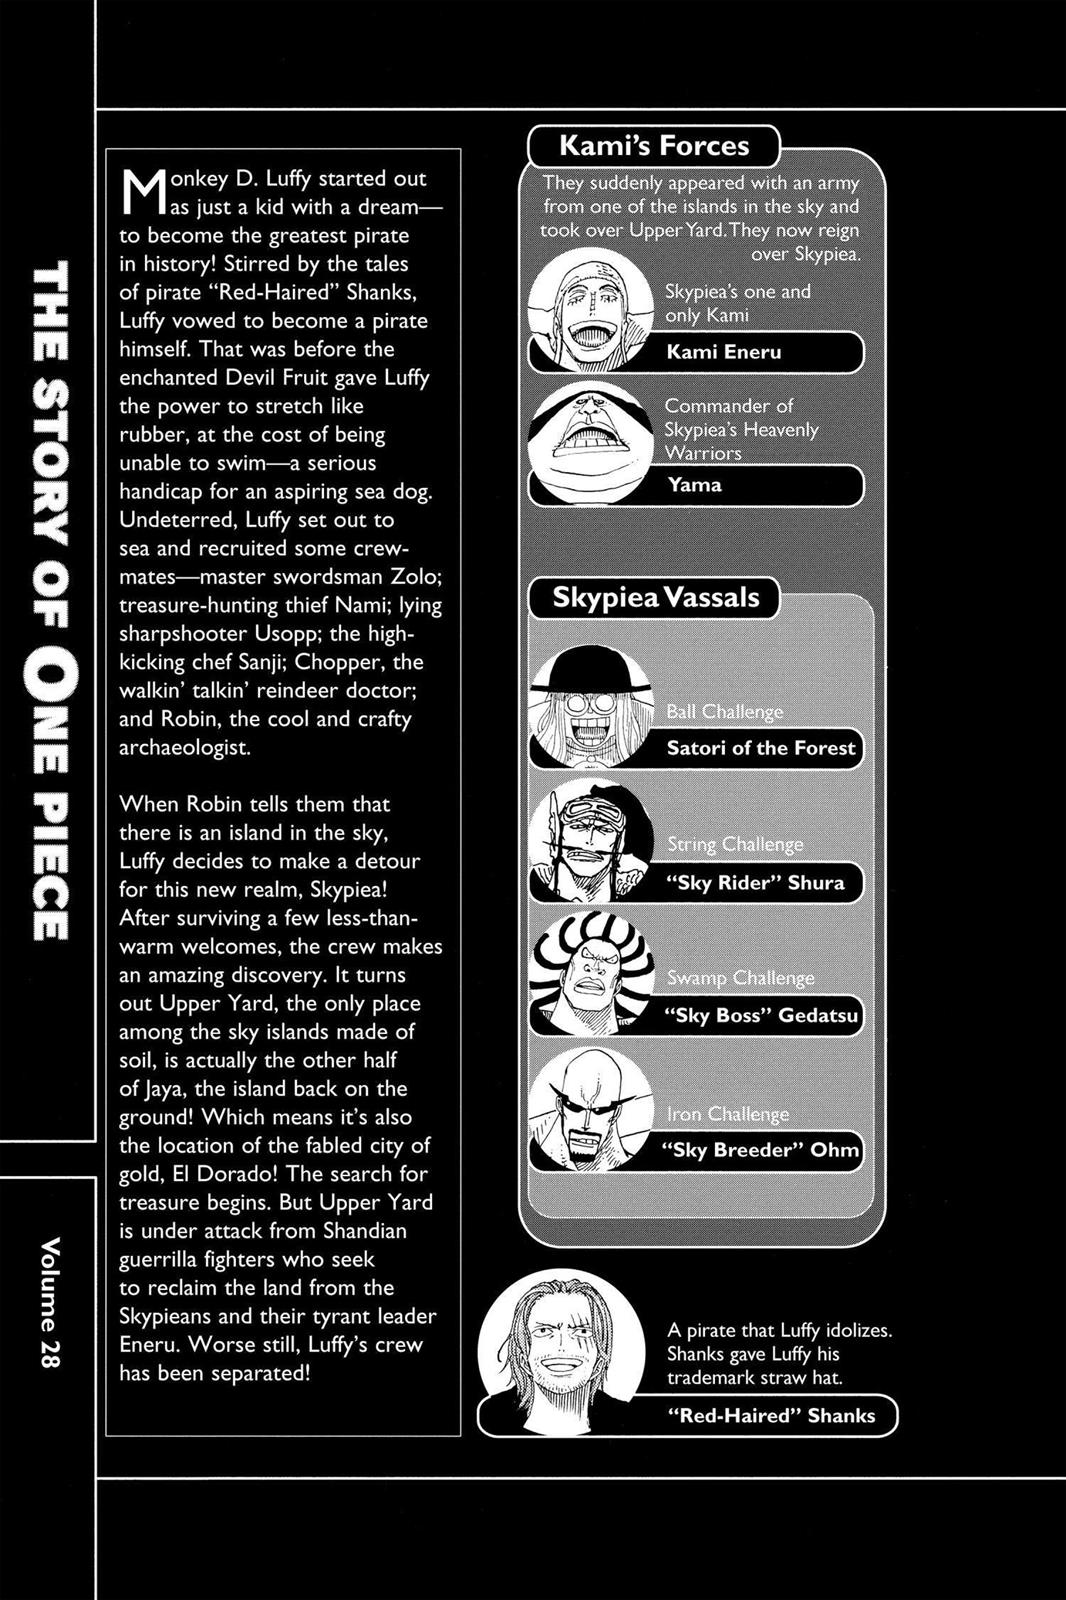 THE STORY OF ONE PIECE
Volume 28
Monkey D. Luffy started out
as just a kid with a dream—
to become the greatest pirate
in history! Stirred by the tales
of pirate “Red-Haired” Shanks,
Luffy vowed to become a pirate
himself. That was before the
enchanted Devil Fruit gave Luffy
the power to stretch like
rubber, at the cost of being
unable to swim—a serious
handicap for an aspiring sea dog.
Undeterred, Luffy set out to
sea and recruited some crew-
mates—master swordsman Zolo;
treasure-hunting thief Nami; lying
sharpshooter Usopp; the high-
kicking chef Sanji; Chopper, the
walkin’ talkin’ reindeer doctor;
and Robin, the cool and crafty
archaeologist.
When Robin tells them that
there is an island in the sky,
Luffy decides to make a detour
for this new realm, Skypiea!
After surviving a few less-than-
warm welcomes, the crew makes
an amazing discovery. It turns
out Upper Yard, the only place
among the sky islands made of
soil, is actually the other half
of Jaya, the island back on the
ground! Which means it’s also
the location of the fabled city of
gold, El Dorado! The search for
treasure begins. But Upper Yard
is under attack from Shandian
guerrilla fighters who seek
to reclaim the land from the
Skypieans and their tyrant leader
Eneru. Worse still, Luffy’s crew
has been separated!
Kami’s Forces
They suddenly appeared with an army
from one of the islands in the sky and
took over Upper Yard. They now reign
over Skypiea.
Skypiea’s one and
only Kami
Kami Eneru
Commander of
Skypiea’s Heavenly
Warriors
Yama
Skypiea Vassals
Ball Challenge
Satori of the Forest
String Challenge
“Sky Rider” Shura
Swamp Challenge
“Sky Boss” Gedatsu
Iron Challenge
“Sky Breeder” Ohm
A pirate that Luffy idolizes.
Shanks gave Luffy his
trademark straw hat.
“Red-Haired” Shanks